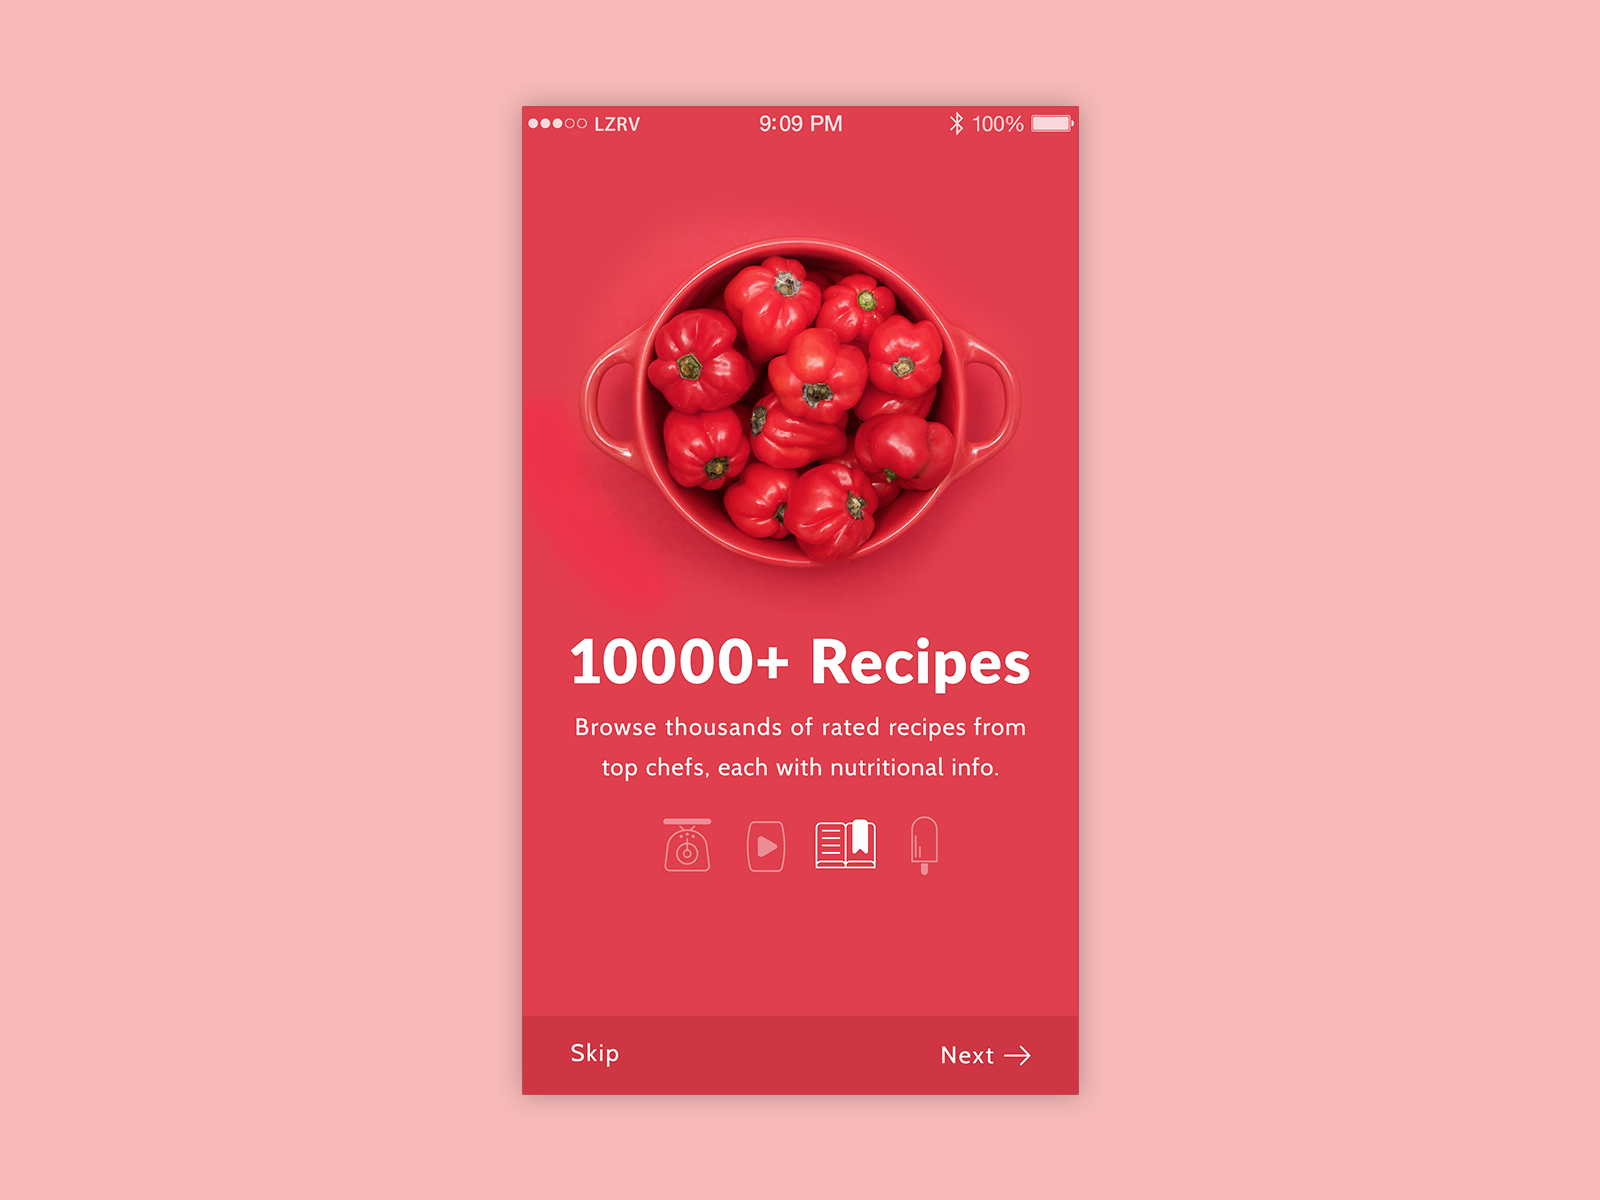 LZRV 9:09 PM 100%
10000+ Recipes
Browse thousands of rated recipes from
top chefs, each with nutritional info.
Skip Next